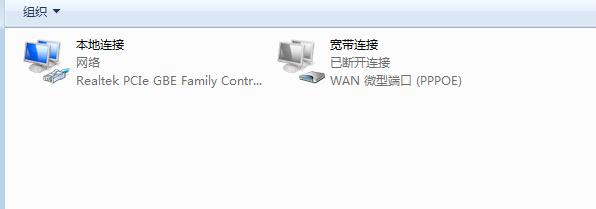 组织
本地连接
网络
Realtek PCIe GBE Family Contr...
宽带连接
已断开连接
WAN 微型端口 (PPPOE)